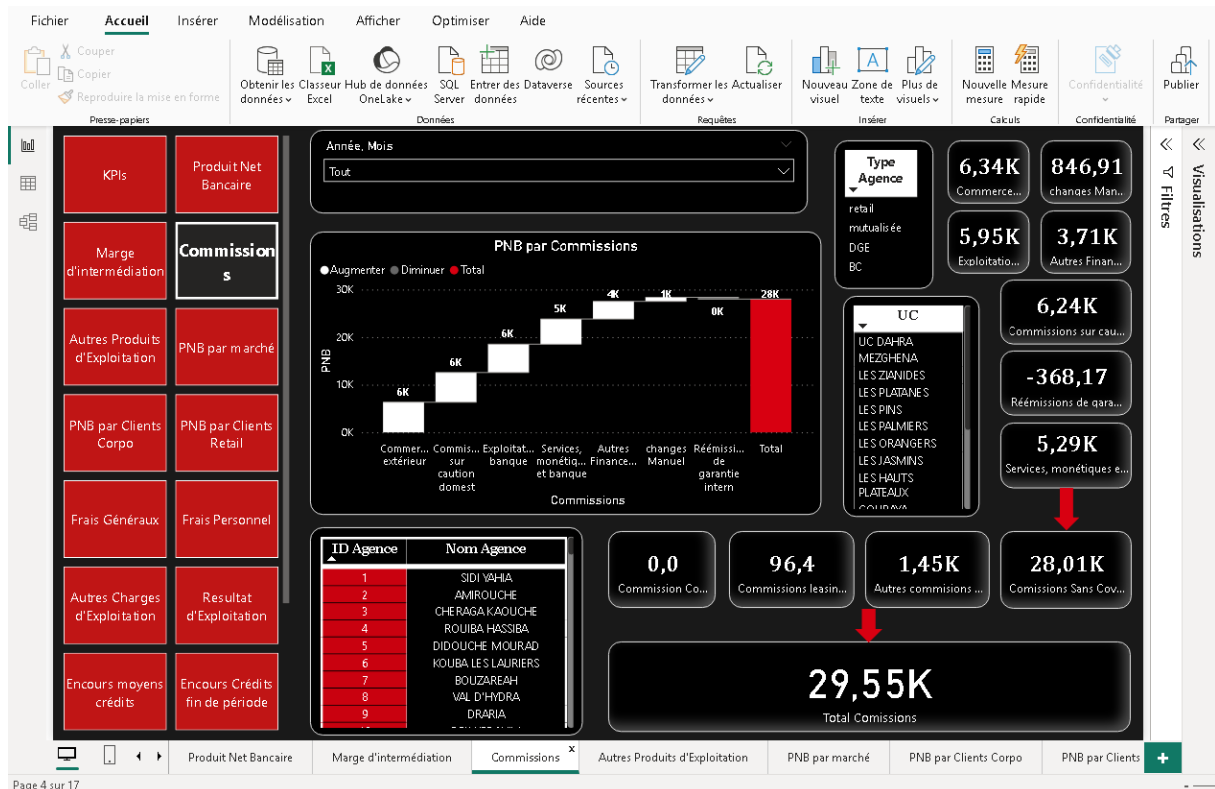 Fichier Accueil Insérer Modélisation Afficher Optimiser Aide
Coller
Couper
Copier
Reproduire la mise en forme
Presse-papiers
Obtenir les données
Classeur Excel
Hub de données OneLake
SQL Server
Entrer des données
Dataverse
Sources récentes
Données
Transformer les données
Actualiser
Requêtes
Nouveau visuel
Zone de texte
Plus de visuels
Insérer
Nouvelle mesure
Mesure rapide
Calculs
Confidentialité
Confidentialité
Publier
Partager
KPIs
Produit Net
Bancaire
Marge
d'intermédiation
Commission
s
Autres Produits
d'Exploitation
PNB par marché
PNB par Clients
Corpo
PNB par Clients
Retail
Frais Généraux
Frais Personnel
Autres Charges
d'Exploitation
Resultat
d'Exploitation
Encours moyens
crédits
Encours Crédits
fin de période
Année, Mois
Tout
PNB par Commissions
Augmenter Diminuer Total
30K
20K
10K
0K
PNB
6K
6K
6K
5K
4K
1K
0K
28K
Commer...
extérieur
Commis...
sur
caution
domest
Exploitat...
banque
Services,
monétiq...
et banque
Autres
Finance...
changes
Manuel
Réémissi...
de
garantie
intern
Total
Commissions
Type
Agence
retail
mutualisée
DGE
BC
6,34K
Commerce...
846,91
changes Man...
5,95K
Exploitatio...
3,71K
Autres Finan...
UC
UC DAHRA
MEZGHENA
LES ZIANIDES
LES PLATANES
LES PINS
LES PALMIERS
LES ORANGERS
LES JASMINS
LES HAUTS
PLATEAUX
6,24K
Commissions sur cau...
-368,17
Réémissions de gara...
5,29K
Services, monétiques e...
ID Agence Nom Agence
1 SIDI YAHIA
2 AMIROUCHE
3 CHERAGA KAOUCHE
4 ROUIBA HASSIBA
5 DIDOUCHE MOURAD
6 KOUBA LES LAURIERS
7 BOUZAREAH
8 VAL D'HYDRA
9 DRARIA
0,0
Commission Co...
96,4
Commissions leasin...
1,45K
Autres commisions ...
28,01K
Comissions Sans Cov...
29,55K
Total Comissions
Filtres
Visualisations
Produit Net Bancaire Marge d'intermédiation Commissions x Autres Produits d'Exploitation PNB par marché PNB par Clients Corpo PNB par Clients
Page 4 sur 17